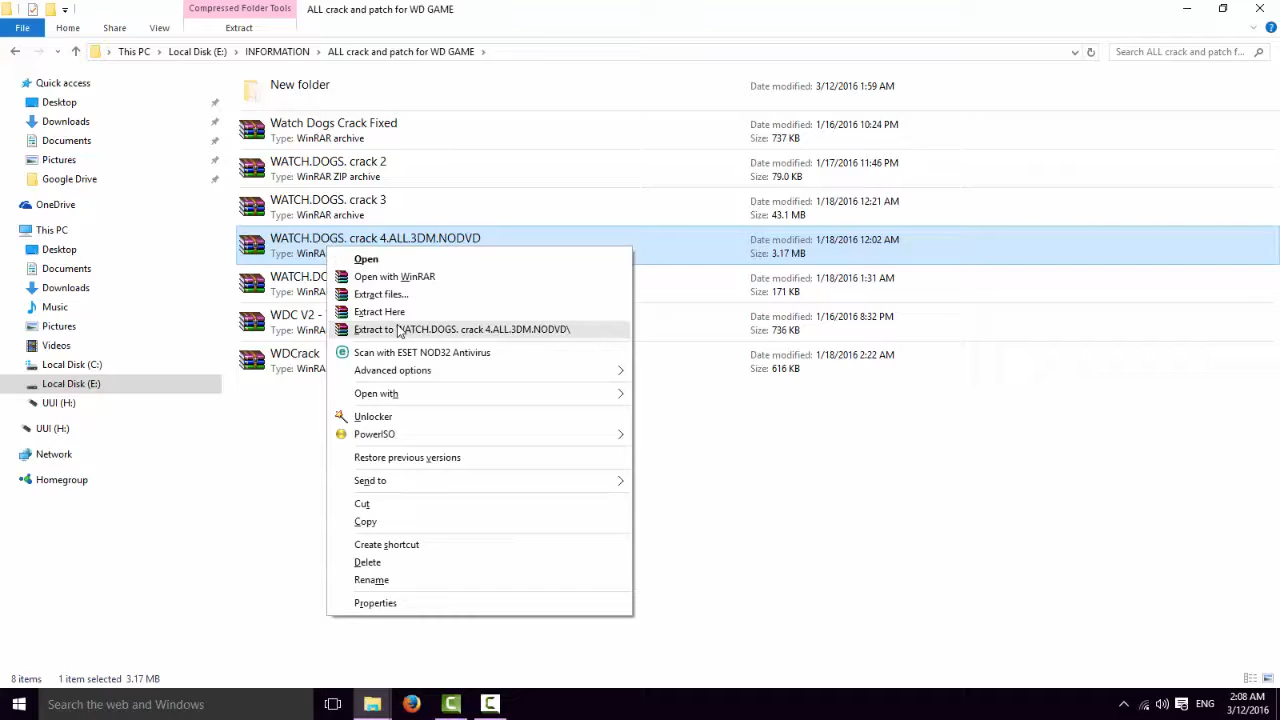 Compressed Folder Tools
ALL crack and patch for WD GAME
File
Home
Share
View
Extract
This PC
Local Disk (E:)
INFORMATION
ALL crack and patch for WD GAME
Search ALL crack and patch f...
Quick access
Desktop
Downloads
Documents
Pictures
Google Drive
OneDrive
This PC
Desktop
Documents
Downloads
Music
Pictures
Videos
Local Disk (C:)
Local Disk (E:)
UUI (H:)
UUI (H:)
Network
Homegroup
New folder
Date modified: 3/12/2016 1:59 AM
Watch Dogs Crack Fixed
Type: WinRAR archive
Date modified: 1/16/2016 10:24 PM
Size: 737 KB
WATCH.DOGS. crack 2
Type: WinRAR ZIP archive
Date modified: 1/17/2016 11:46 PM
Size: 79.0 KB
WATCH.DOGS. crack 3
Type: WinRAR archive
Date modified: 1/18/2016 12:21 AM
Size: 43.1 MB
WATCH.DOGS. crack 4.ALL.3DM.NODVD
Type: WinRA
Date modified: 1/18/2016 12:02 AM
Size: 3.17 MB
WATCH.DO
Type: WinRA
Date modified: 1/18/2016 1:31 AM
Size: 171 KB
WDC V2 -
Type: WinRA
Date modified: 1/16/2016 8:32 PM
Size: 736 KB
WDCrack
Type: WinRA
Date modified: 1/18/2016 2:22 AM
Size: 616 KB
Open
Open with WinRAR
Extract files...
Extract Here
Extract to WATCH.DOGS. crack 4.ALL.3DM.NODVD\
Scan with ESET NOD32 Antivirus
Advanced options
Open with
Unlocker
PowerISO
Restore previous versions
Send to
Cut
Copy
Create shortcut
Delete
Rename
Properties
8 items
1 item selected 3.17 MB
Search the web and Windows
ENG
2:08 AM
3/12/2016